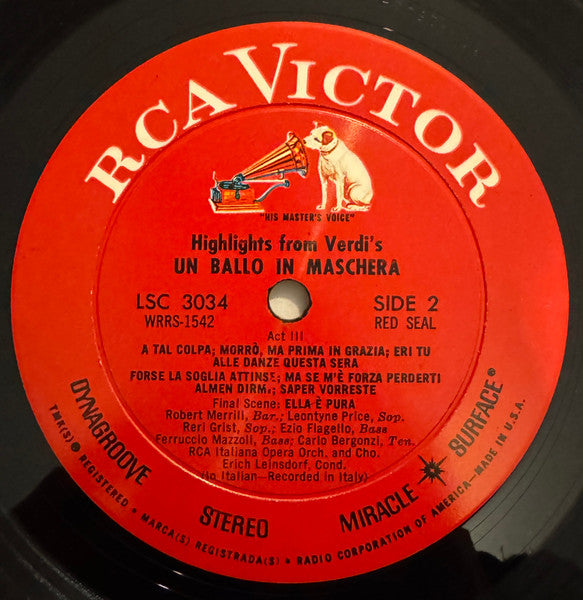 RCA VICTOR
"HIS MASTER'S VOICE"
Highlights from Verdi's
UN BALLO IN MASCHERA
LSC 3034
WRRS-1542
SIDE 2
RED SEAL
Act III
A TAL COLPA; MORRÒ, MA PRIMA IN GRAZIA; ERI TU
ALLE DANZE QUESTA SERA
FORSE LA SOGLIA ATTINSE; MA SE M'È FORZA PERDERTI
ALMEN DIRM.; SAPER VORRESTE
Final Scene: ELLA È PURA
Robert Merrill, Bar.; Leontyne Price, Sop.
Reri Grist, Sop.; Ezio Flagello, Bass
Ferruccio Mazzoli, Bass; Carlo Bergonzi, Ten.
RCA Italiana Opera Orch. and Cho.
Erich Leinsdorf, Cond.
(In Italian—Recorded in Italy)
DYNAGROOVE STEREO MIRACLE SURFACE®
TMK(S) ® REGISTERED • MARCA(S) REGISTRADA(S) • RADIO CORPORATION OF AMERICA—MADE IN U.S.A.